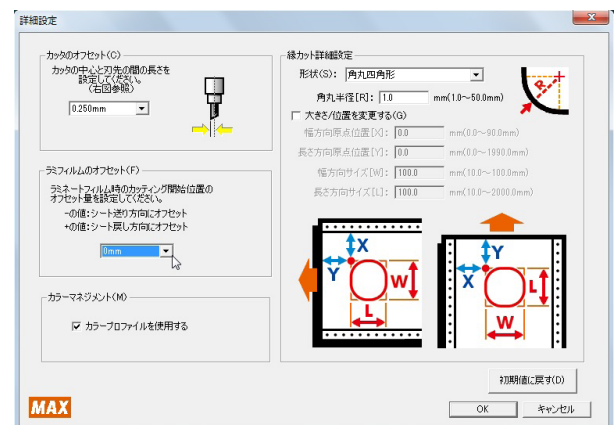 詳細設定
カッタのオフセット(C)
カッタの中心と刃先の間の長さを
設定してください。
(右図参照)
0.250mm
ラミフィルムのオフセット(F)
ラミネートフィルム時のカッティング開始位置の
オフセット量を設定してください。
-の値:シート送り方向にオフセット
+の値:シート戻し方向にオフセット
0mm
カラーマネジメント(M)
カラープロファイルを使用する
縁カット詳細設定
形状(S): 角丸四角形
角丸半径[R]: 1.0 mm(1.0~50.0mm)
R
大きさ/位置を変更する(G)
幅方向原点位置[X]: 0.0 mm(0.0~90.0mm)
長さ方向原点位置[Y]: 0.0 mm(0.0~1990.0mm)
幅方向サイズ[W]: 100.0 mm(10.0~100.0mm)
長さ方向サイズ[L]: 100.0 mm(10.0~2000.0mm)
X
Y
W
L
Y
X
L
W
初期値に戻す(D)
MAX
OK
キャンセル